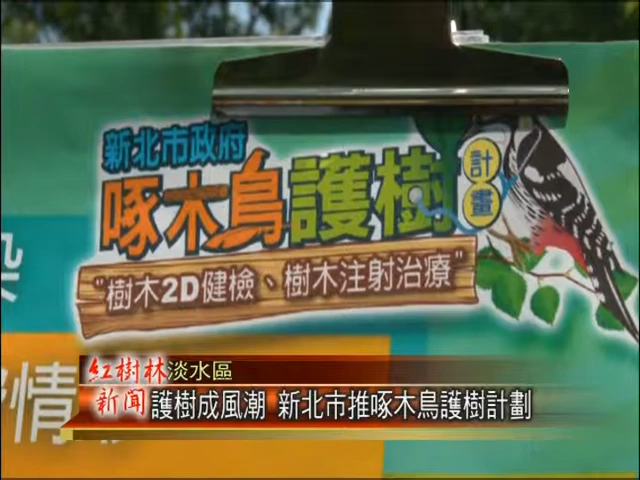 新北市政府
啄木鳥護樹
計畫
"樹木2D健檢、樹木注射治療"
情
紅樹林
新聞
淡水區
護樹成風潮 新北市推啄木鳥護樹計劃